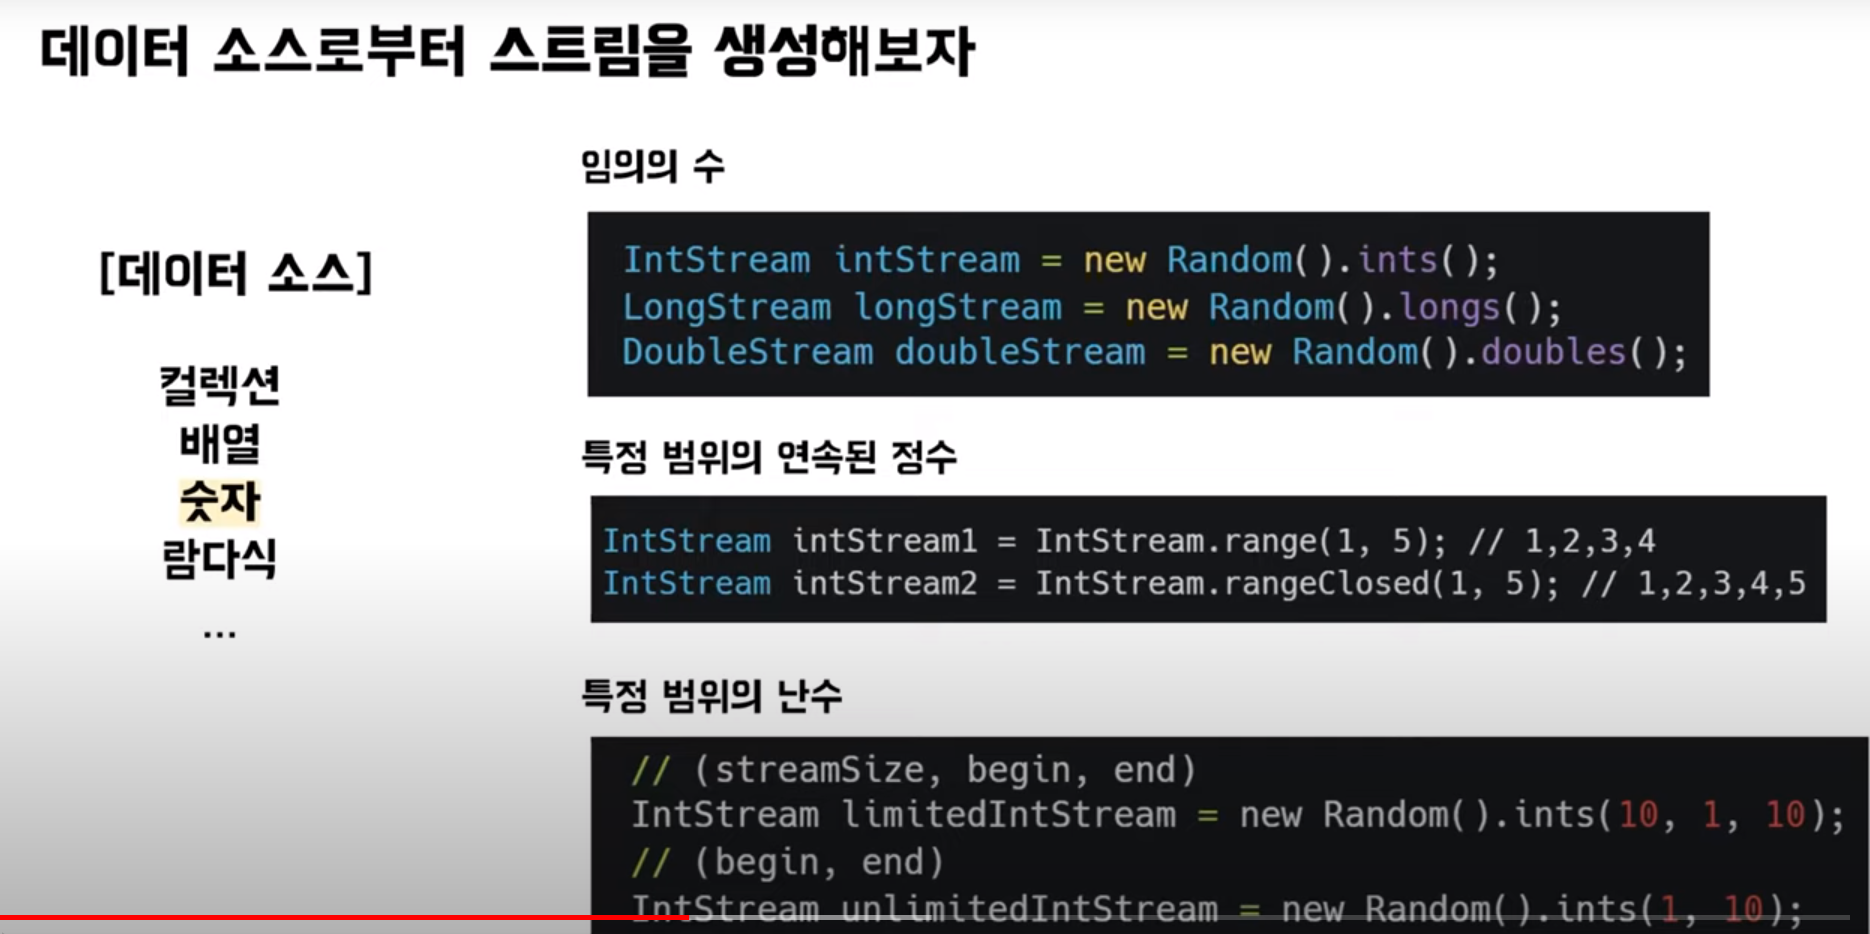 데이터 소스로부터 스트림을 생성해보자
[데이터 소스]
컬렉션
배열
숫자
람다식
...
임의의 수
IntStream intStream = new Random().ints();
LongStream longStream = new Random().longs();
DoubleStream doubleStream = new Random().doubles();
특정 범위의 연속된 정수
IntStream intStream1 = IntStream.range(1, 5); // 1,2,3,4
IntStream intStream2 = IntStream.rangeClosed(1, 5); // 1,2,3,4,5
특정 범위의 난수
// (streamSize, begin, end)
IntStream limitedIntStream = new Random().ints(10, 1, 10);
// (begin, end)
IntStream unlimitedIntStream = new Random().ints(1, 10);